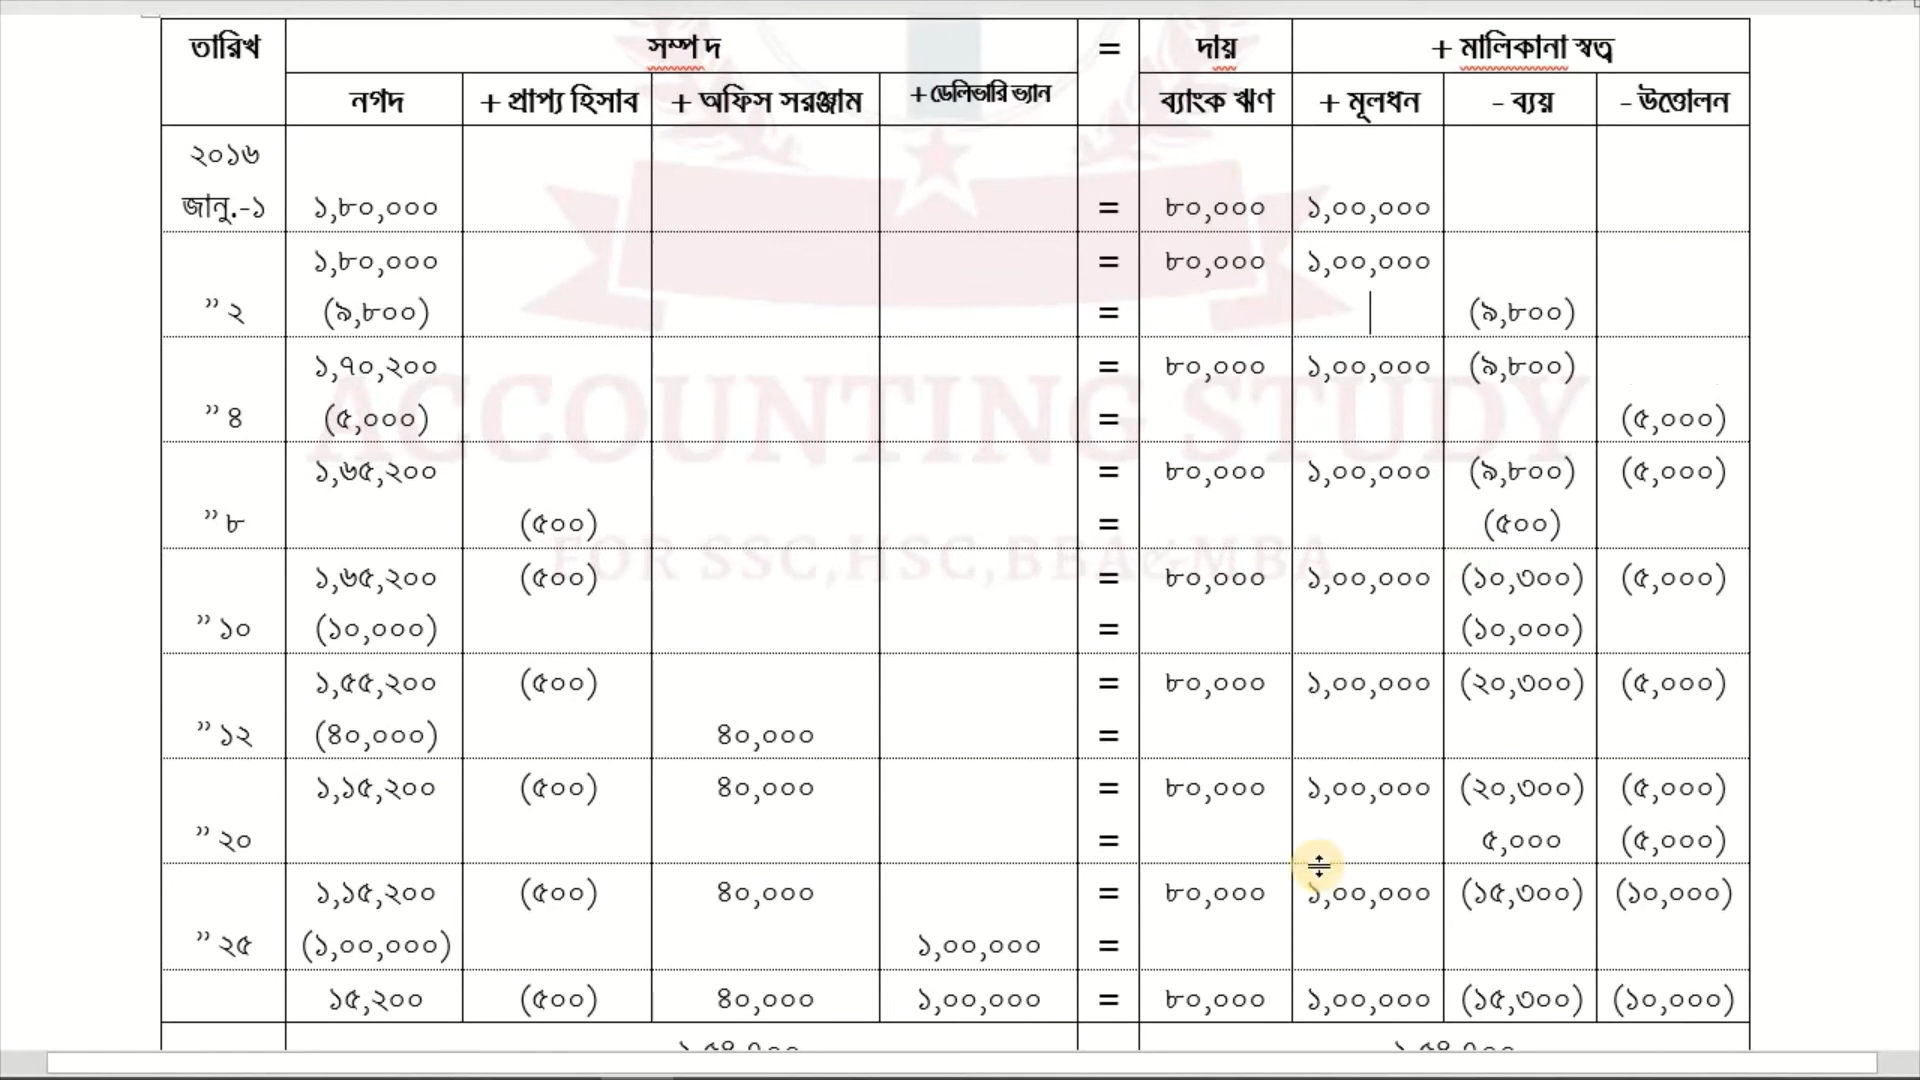 তারিখ সম্পদ = দায় + মালিকানা স্বত্ব
নগদ + প্রাপ্য হিসাব + অফিস সরঞ্জাম + ডেলিভারি ভ্যান ব্যাংক ঋণ + মূলধন - ব্যয় - উত্তোলন
২০১৬
জানু.-১ ১,৮০,০০০ = ৮০,০০০ ১,০০,০০০
১,৮০,০০০ = ৮০,০০০ ১,০০,০০০
” ২ (৯,৮০০) = (৯,৮০০)
১,৭০,২০০ = ৮০,০০০ ১,০০,০০০ (৯,৮০০)
” ৪ (৫,০০০) = (৫,০০০)
ACCOUNTING STUDY
১,৬৫,২০০ = ৮০,০০০ ১,০০,০০০ (৯,৮০০) (৫,০০০)
” ৮ (৫০০) = (৫০০)
FOR SSC,HSC,BBA&MBA
১,৬৫,২০০ (৫০০) = ৮০,০০০ ১,০০,০০০ (১০,৩০০) (৫,০০০)
” ১০ (১০,০০০) = (১০,০০০)
১,৫৫,২০০ (৫০০) = ৮০,০০০ ১,০০,০০০ (২০,৩০০) (৫,০০০)
” ১২ (৪০,০০০) ৪০,০০০ =
১,১৫,২০০ (৫০০) ৪০,০০০ = ৮০,০০০ ১,০০,০০০ (২০,৩০০) (৫,০০০)
” ২০ = ৫,০০০ (৫,০০০)
১,১৫,২০০ (৫০০) ৪০,০০০ = ৮০,০০০ ১,০০,০০০ (১৫,৩০০) (১০,০০০)
” ২৫ (১,০০,০০০) ১,০০,০০০ =
১৫,২০০ (৫০০) ৪০,০০০ ১,০০,০০০ = ৮০,০০০ ১,০০,০০০ (১৫,৩০০) (১০,০০০)